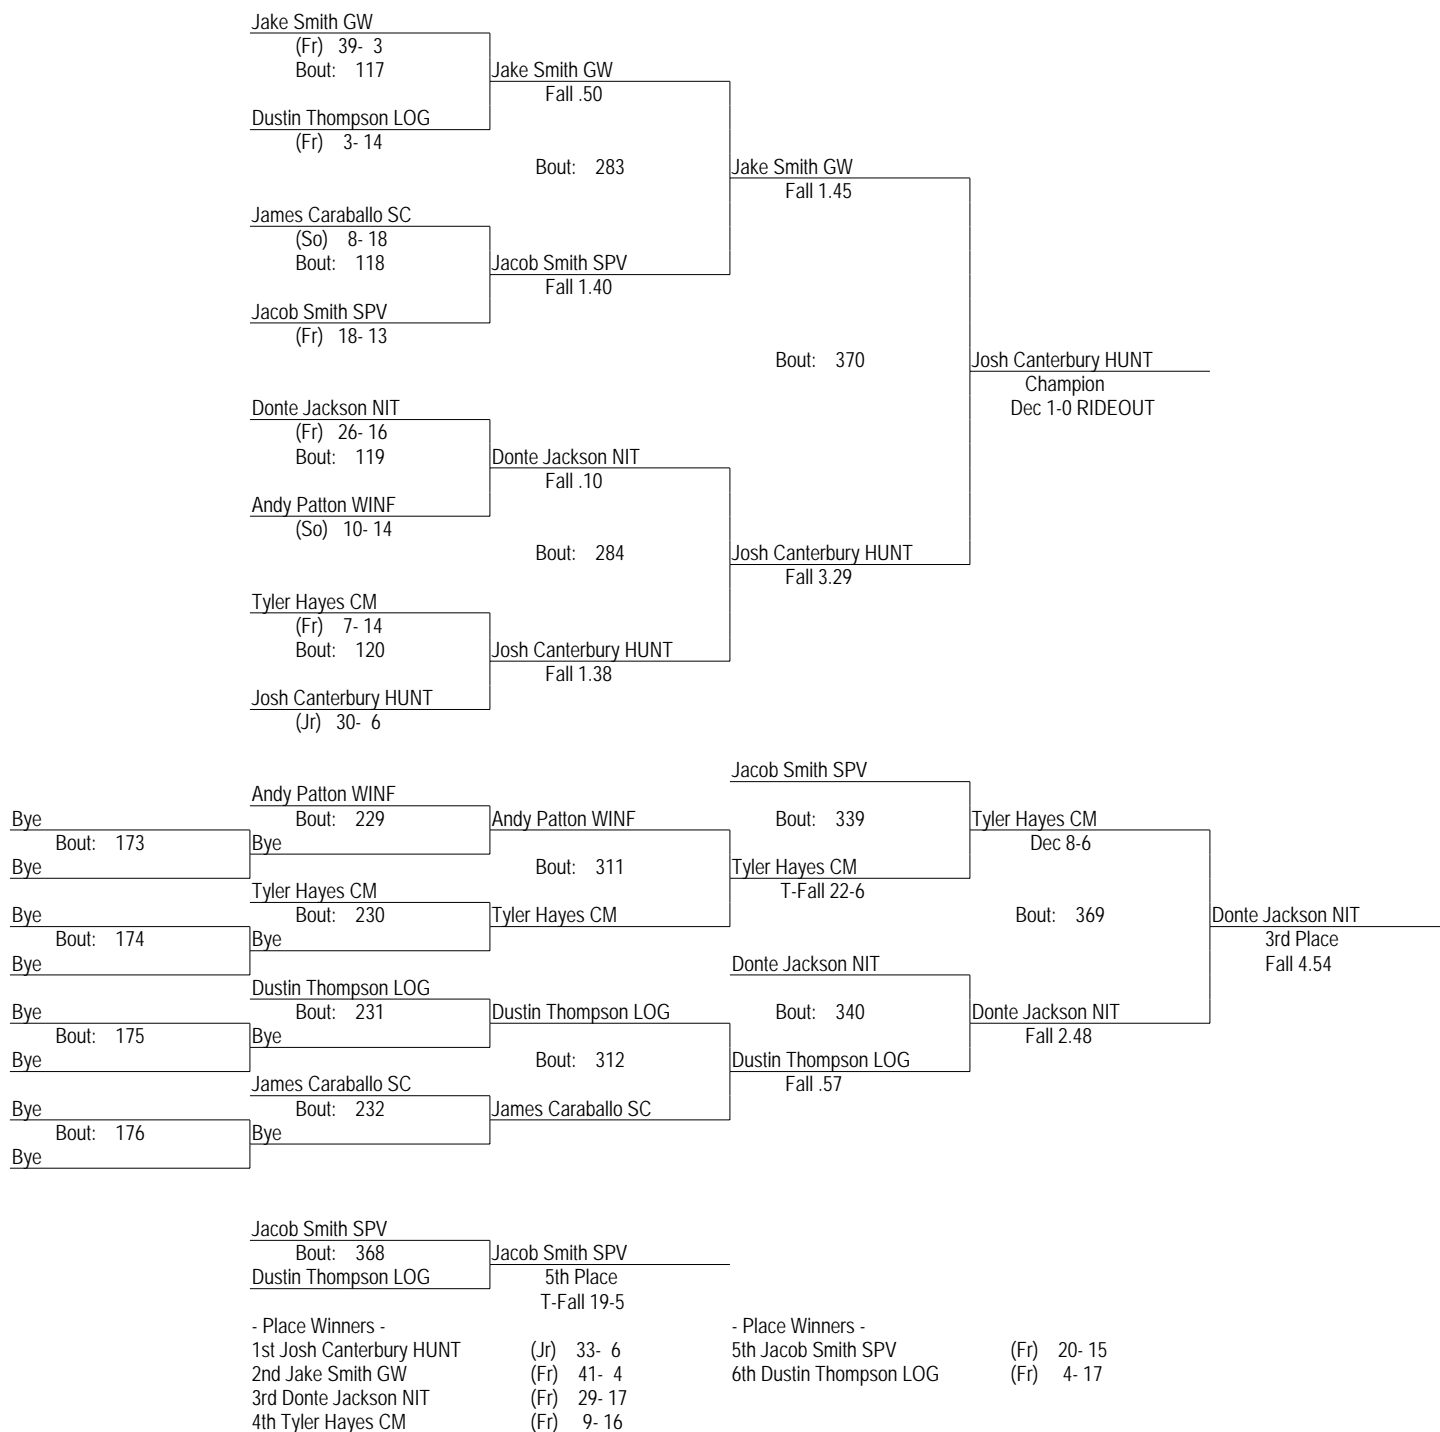 Jake Smith GW
(Fr) 39- 3
Bout: 117
Jake Smith GW
Fall .50
Dustin Thompson LOG
(Fr) 3- 14
Bout: 283
Jake Smith GW
Fall 1.45
James Caraballo SC
(So) 8- 18
Bout: 118
Jacob Smith SPV
Fall 1.40
Jacob Smith SPV
(Fr) 18- 13
Bout: 370
Josh Canterbury HUNT
Champion
Dec 1-0 RIDEOUT
Donte Jackson NIT
(Fr) 26- 16
Bout: 119
Donte Jackson NIT
Fall .10
Andy Patton WINF
(So) 10- 14
Bout: 284
Josh Canterbury HUNT
Fall 3.29
Tyler Hayes CM
(Fr) 7- 14
Bout: 120
Josh Canterbury HUNT
Fall 1.38
Josh Canterbury HUNT
(Jr) 30- 6
Jacob Smith SPV
Andy Patton WINF
Bye
Bout: 229
Andy Patton WINF
Bout: 339
Tyler Hayes CM
Bout: 173
Bye
Dec 8-6
Bye
Bout: 311
Tyler Hayes CM
T-Fall 22-6
Tyler Hayes CM
Bye
Bout: 230
Tyler Hayes CM
Bout: 369
Donte Jackson NIT
Bout: 174
Bye
3rd Place
Bye
Donte Jackson NIT
Fall 4.54
Dustin Thompson LOG
Bye
Bout: 231
Dustin Thompson LOG
Bout: 340
Donte Jackson NIT
Bout: 175
Bye
Fall 2.48
Bye
Bout: 312
Dustin Thompson LOG
Fall .57
James Caraballo SC
Bye
Bout: 232
James Caraballo SC
Bout: 176
Bye
Bye
Jacob Smith SPV
Bout: 368
Jacob Smith SPV
Dustin Thompson LOG
5th Place
T-Fall 19-5
- Place Winners -
1st Josh Canterbury HUNT (Jr) 33- 6
2nd Jake Smith GW (Fr) 41- 4
3rd Donte Jackson NIT (Fr) 29- 17
4th Tyler Hayes CM (Fr) 9- 16
- Place Winners -
5th Jacob Smith SPV (Fr) 20- 15
6th Dustin Thompson LOG (Fr) 4- 17